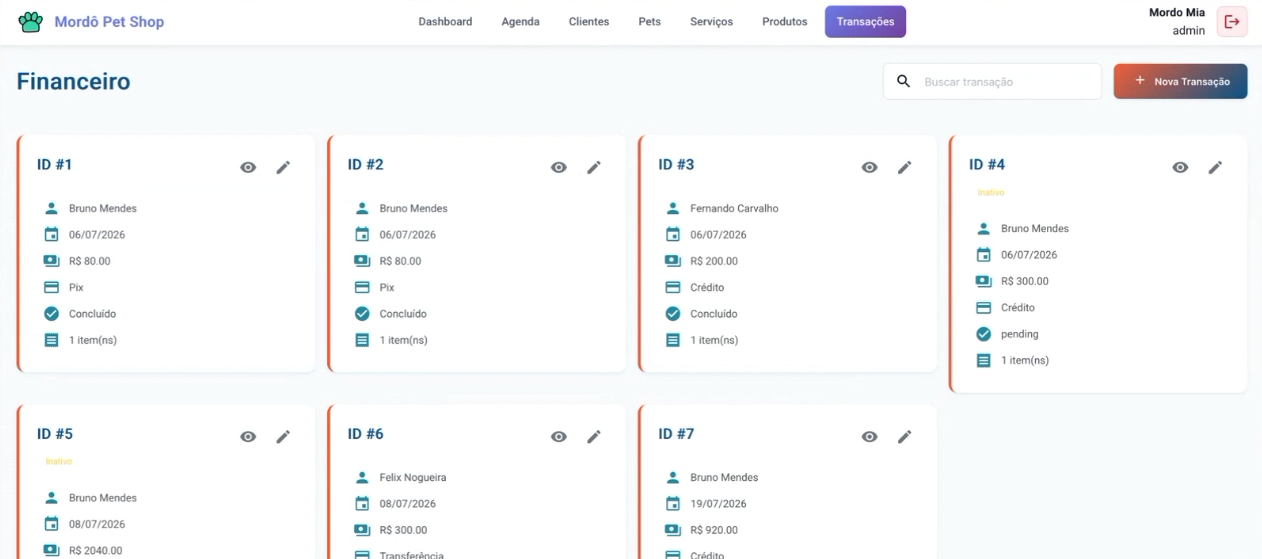 Mordô Pet Shop
Dashboard Agenda Clientes Pets Serviços Produtos Transações
Mordo Mia
admin
Financeiro
Buscar transação
+ Nova Transação
ID #1
Bruno Mendes
06/07/2026
R$ 80.00
Pix
Concluído
1 item(ns)
ID #2
Bruno Mendes
06/07/2026
R$ 80.00
Pix
Concluído
1 item(ns)
ID #3
Fernando Carvalho
06/07/2026
R$ 200.00
Crédito
Concluído
1 item(ns)
ID #4
Inativo
Bruno Mendes
06/07/2026
R$ 300.00
Crédito
pending
1 item(ns)
ID #5
Inativo
Bruno Mendes
08/07/2026
R$ 2040.00
ID #6
Felix Nogueira
08/07/2026
R$ 300.00
Transferência
ID #7
Bruno Mendes
19/07/2026
R$ 920.00
Crédito